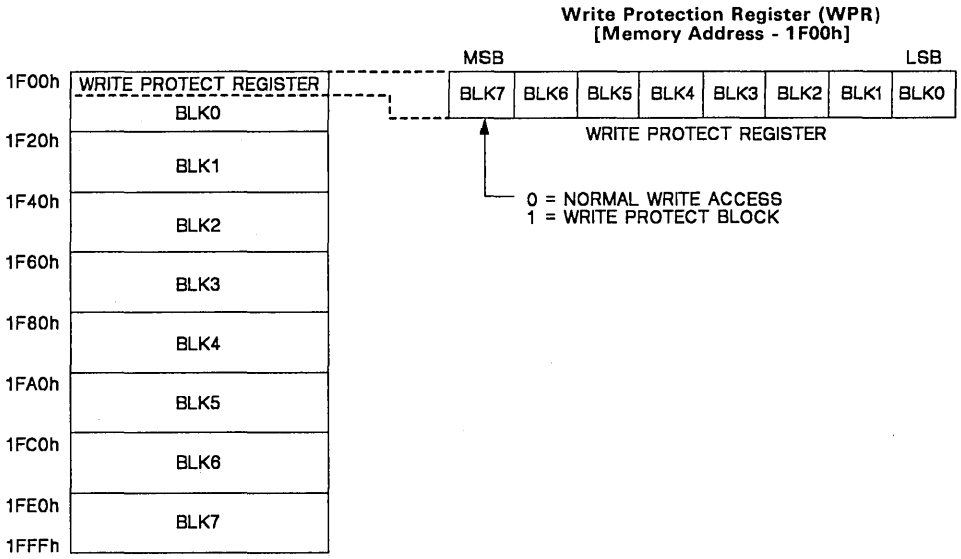 Write Protection Register (WPR)
[Memory Address - 1F00h]
MSB LSB
1F00h WRITE PROTECT REGISTER
BLK7 BLK6 BLK5 BLK4 BLK3 BLK2 BLK1 BLK0
BLK0
WRITE PROTECT REGISTER
1F20h
BLK1
0 = NORMAL WRITE ACCESS
1 = WRITE PROTECT BLOCK
1F40h
BLK2
1F60h
BLK3
1F80h
BLK4
1FA0h
BLK5
1FC0h
BLK6
1FE0h
BLK7
1FFFh